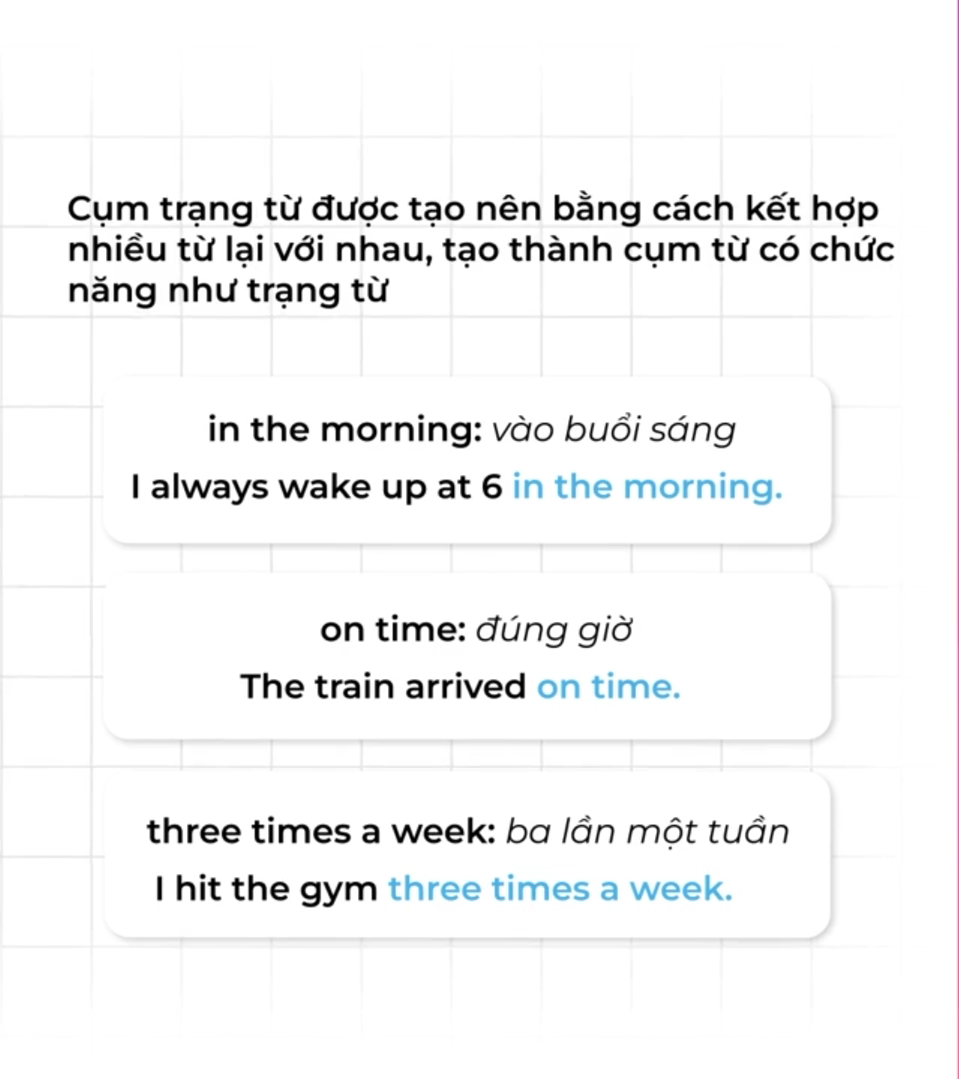 Cụm trạng từ được tạo nên bằng cách kết hợp
nhiều từ lại với nhau, tạo thành cụm từ có chức
năng như trạng từ
in the morning: vào buổi sáng
I always wake up at 6 in the morning.
on time: đúng giờ
The train arrived on time.
three times a week: ba lần một tuần
I hit the gym three times a week.